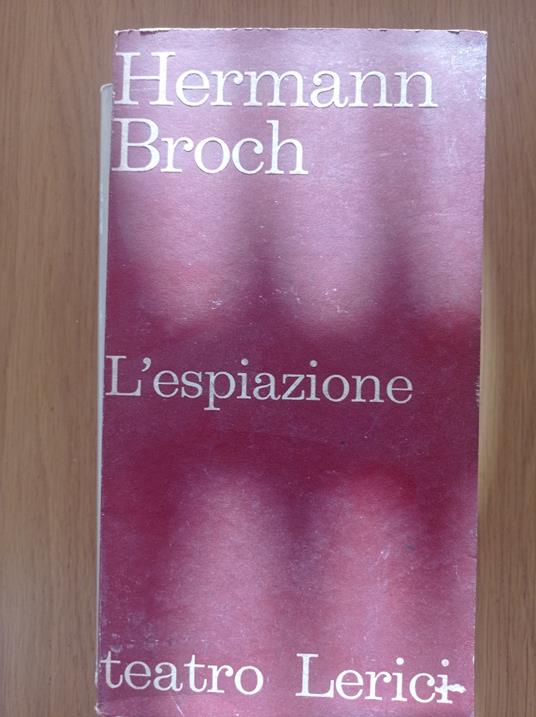 Hermann
Broch
L'espiazione
teatro Lerici